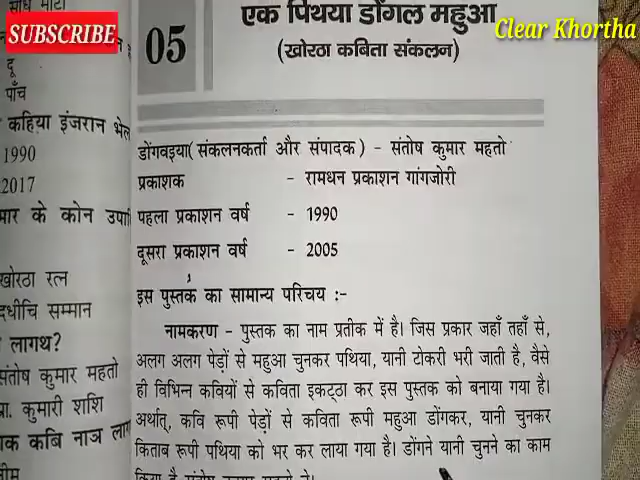 SUBSCRIBE
Clear Khortha
दू
पाँच
कहिया इंजरान भेल
1990
2017
मार के कोन उपाि
खोरठा रत्न
दधीचि सम्मान
लागथ?
संतोष कुमार महतो
प्रा. कुमारी शशि
कबि नाञ लाग
05
एक पिथया डोंगल महुआ
(खोरठा कबिता संकलन)
डोंगवइया( संकलनकर्ता और संपादक ) - संतोष कुमार महतो
प्रकाशक - रामधन प्रकाशन गांगजोरी
पहला प्रकाशन वर्ष - 1990
दूसरा प्रकाशन वर्ष - 2005
इस पुस्तक का सामान्य परिचय :-
नामकरण - पुस्तक का नाम प्रतीक में है। जिस प्रकार जहाँ तहाँ से,
अलग अलग पेड़ों से महुआ चुनकर पथिया, यानी टोकरी भरी जाती है, वैसे
ही विभिन्न कवियों से कविता इकट्ठा कर इस पुस्तक को बनाया गया है।
अर्थात्, कवि रूपी पेड़ों से कविता रूपी महुआ डोंगकर, यानी चुनकर
किताब रूपी पथिया को भर कर लाया गया है। डोंगने यानी चुनने का काम